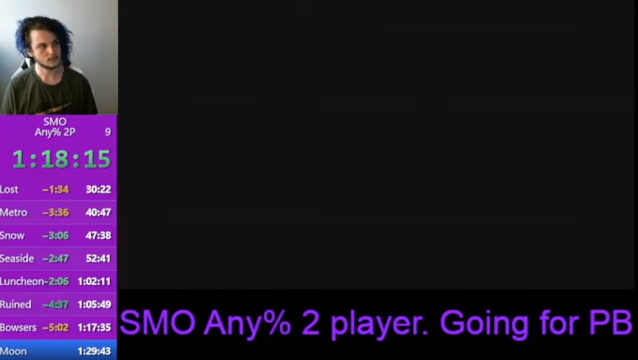 SMO
Any% 2P 9
1:18:15
Lost -1:34 30:22
Metro -3:36 40:47
Snow -3:06 47:38
Seaside -2:47 52:41
Luncheon -2:06 1:02:11
Ruined -4:37 1:05:49
Bowsers -5:02 1:17:35
Moon 1:29:43
SMO Any% 2 player. Going for PB